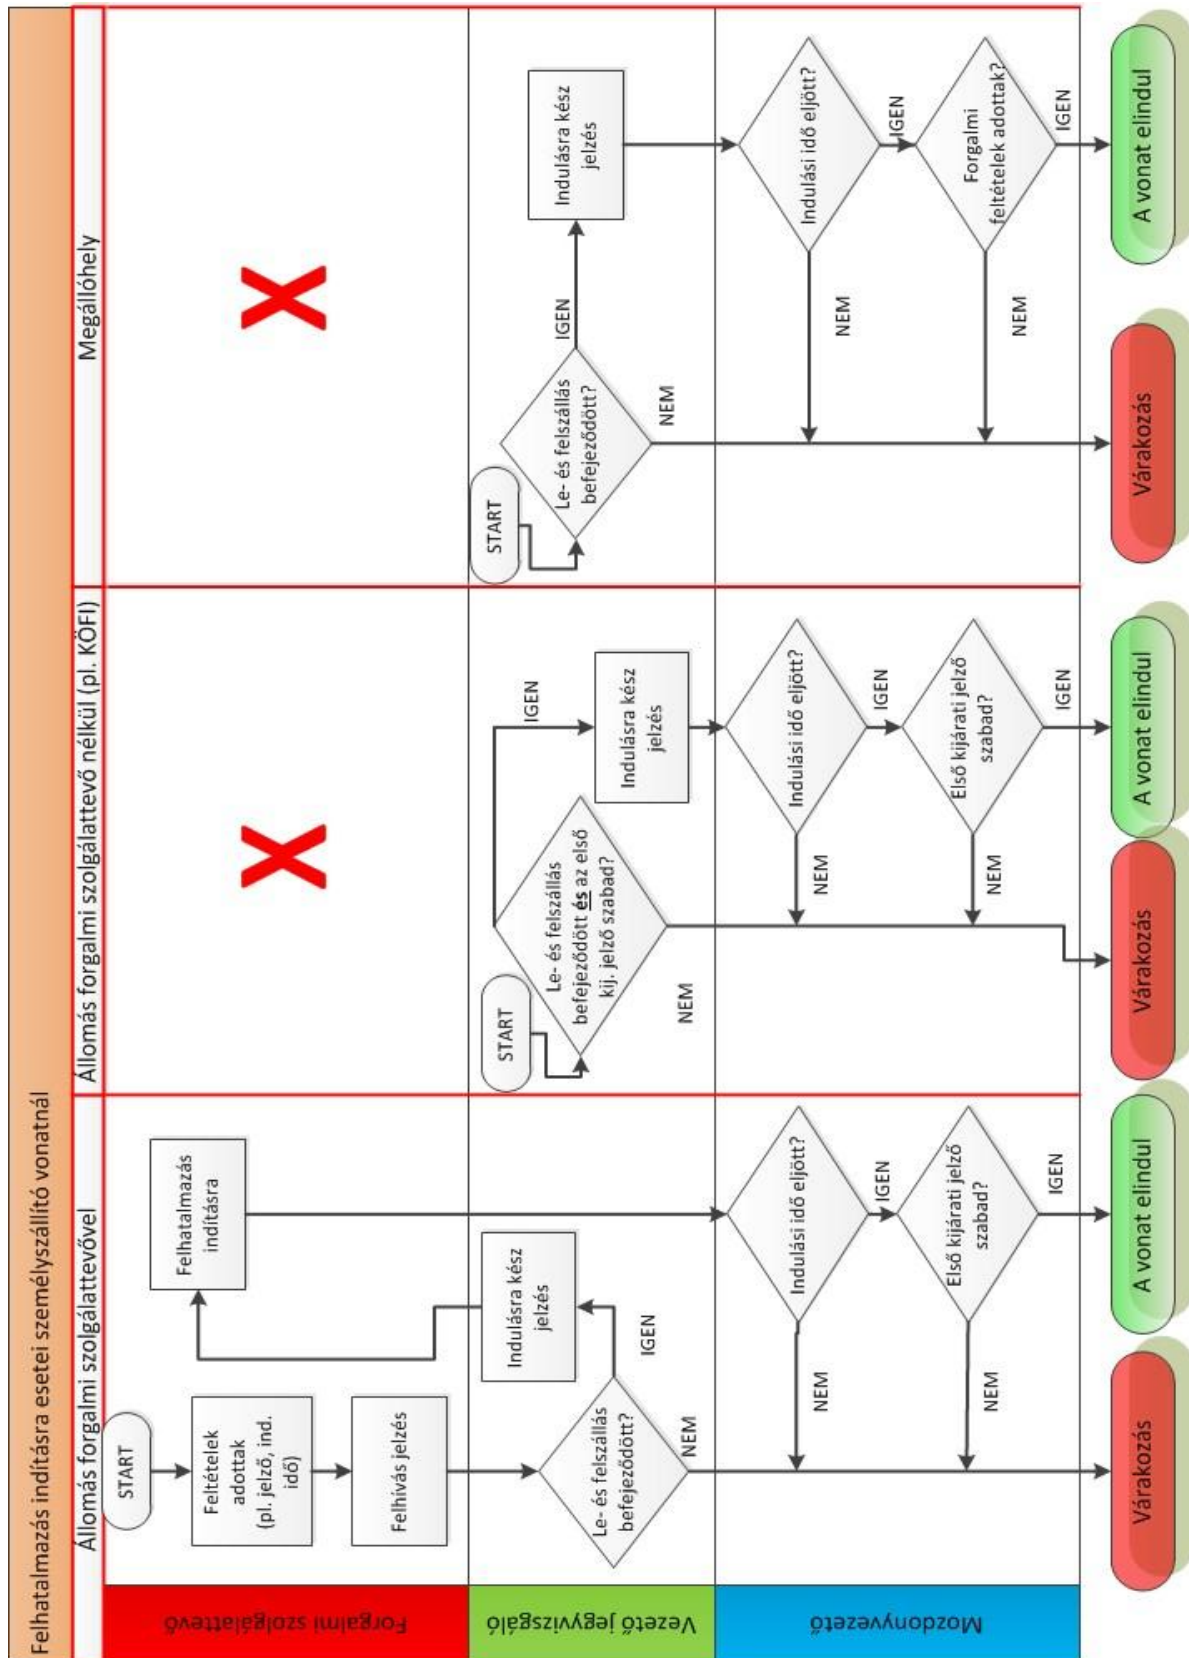 Felhatalmazás indításra esetei személyszállító vonatnál
Állomás forgalmi szolgálattevővel
Állomás forgalmi szolgálattevő nélkül (pl. KÖFI)
Megállóhely
Forgalmi szolgálattevő
START
Feltételek
adottak
(pl. jelző, ind.
idő)
Felhívás jelzés
Felhatalmazás
indításra
X
X
Vezető jegyvizsgáló
Le- és felszállás
befejeződött?
NEM
IGEN
Indulásra kész
jelzés
START
Le- és felszállás
befejeződött és az első
kij. jelző szabad?
NEM
IGEN
Indulásra kész
jelzés
START
Le- és felszállás
befejeződött?
NEM
IGEN
Indulásra kész
jelzés
Mozdonyvezető
Indulási idő eljött?
NEM
IGEN
Első kijárati jelző
szabad?
NEM
IGEN
Indulási idő eljött?
NEM
IGEN
Első kijárati jelző
szabad?
NEM
IGEN
Indulási idő eljött?
NEM
IGEN
Forgalmi
feltételek adottak?
NEM
IGEN
Várakozás
A vonat elindul
Várakozás
A vonat elindul
Várakozás
A vonat elindul